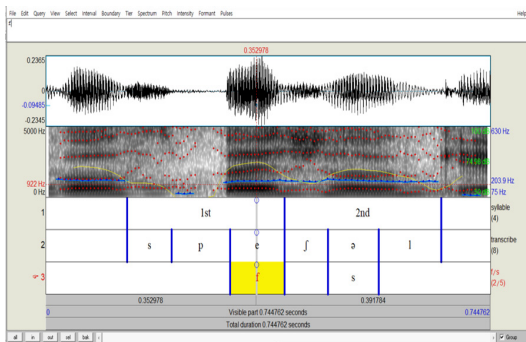 File Edit Query View Select Interval Boundary Tier Spectrum Pitch Intensity Formant Pulses Help
f
0.352978
0.2365
0
-0.09485
-0.2345
5000 Hz 630 Hz
922 Hz 203.9 Hz
0 Hz 75 Hz
1 1st 2nd syllable
(4)
2 s p e ʃ ə l transcribe
(8)
3 f s f/s
(2/5)
0.352978 0.391784
0 Visible part 0.744762 seconds 0.744762
Total duration 0.744762 seconds
all in out sel bak Group